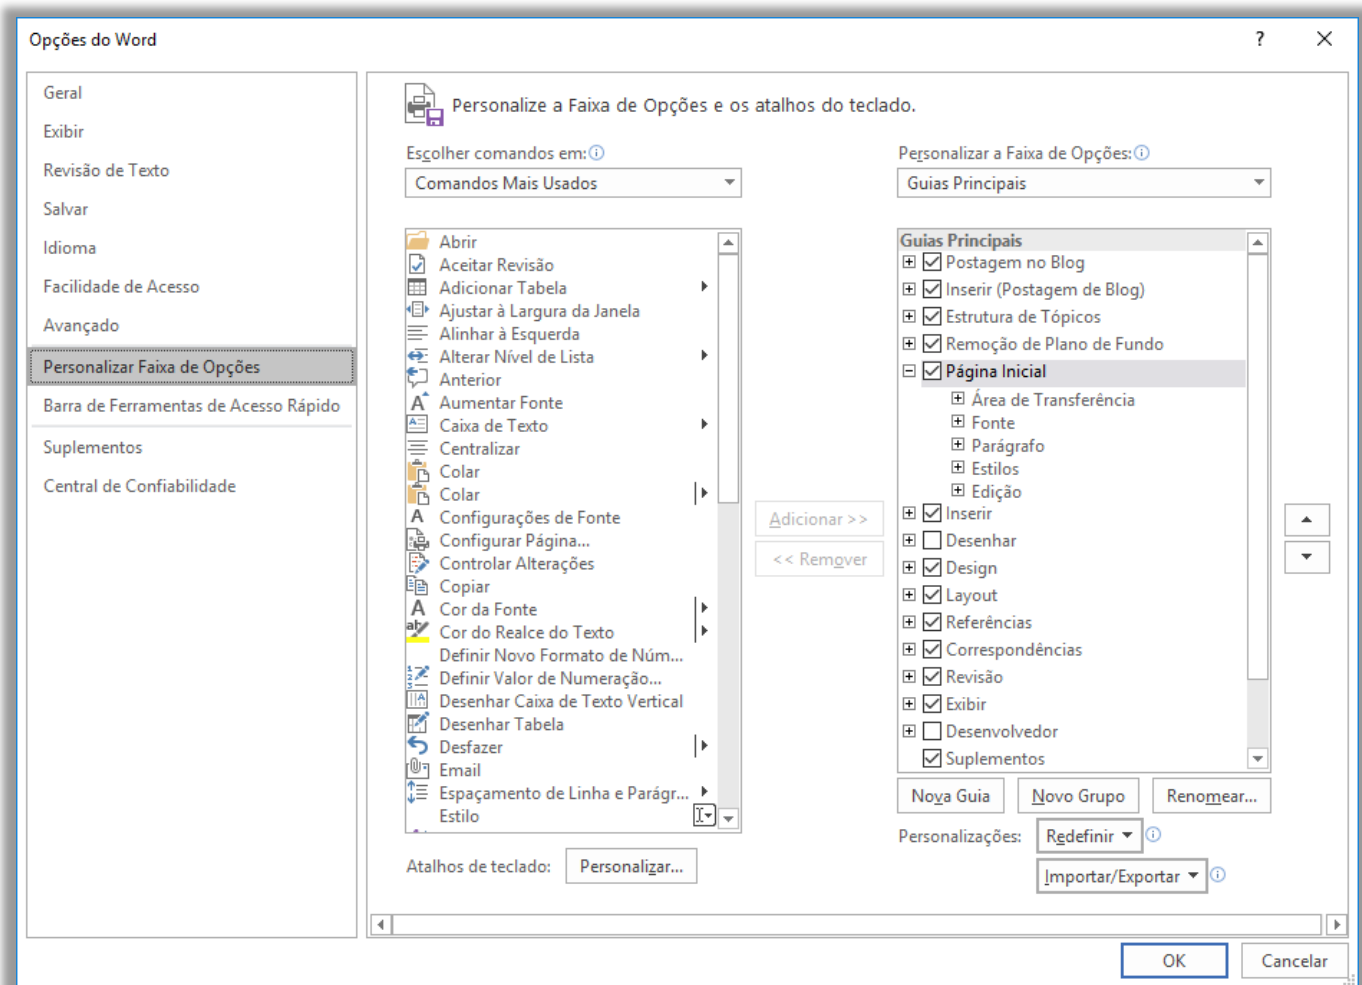 Opções do Word
?
Geral
Exibir
Revisão de Texto
Salvar
Idioma
Facilidade de Acesso
Avançado
Personalizar Faixa de Opções
Barra de Ferramentas de Acesso Rápido
Suplementos
Central de Confiabilidade
Personalize a Faixa de Opções e os atalhos do teclado.
Escolher comandos em:
Comandos Mais Usados
Abrir
Aceitar Revisão
Adicionar Tabela
Ajustar à Largura da Janela
Alinhar à Esquerda
Alterar Nível de Lista
Anterior
Aumentar Fonte
Caixa de Texto
Centralizar
Colar
Colar
Configurações de Fonte
Configurar Página...
Controlar Alterações
Copiar
Cor da Fonte
Cor do Realce do Texto
Definir Novo Formato de Núm...
Definir Valor de Numeração...
Desenhar Caixa de Texto Vertical
Desenhar Tabela
Desfazer
Email
Espaçamento de Linha e Parágr...
Estilo
Atalhos de teclado: Personalizar...
Adicionar >>
<< Remover
Personalizar a Faixa de Opções:
Guias Principais
Guias Principais
Postagem no Blog
Inserir (Postagem de Blog)
Estrutura de Tópicos
Remoção de Plano de Fundo
Página Inicial
Área de Transferência
Fonte
Parágrafo
Estilos
Edição
Inserir
Desenhar
Design
Layout
Referências
Correspondências
Revisão
Exibir
Desenvolvedor
Suplementos
Nova Guia Novo Grupo Renomear...
Personalizações: Redefinir
Importar/Exportar
OK Cancelar